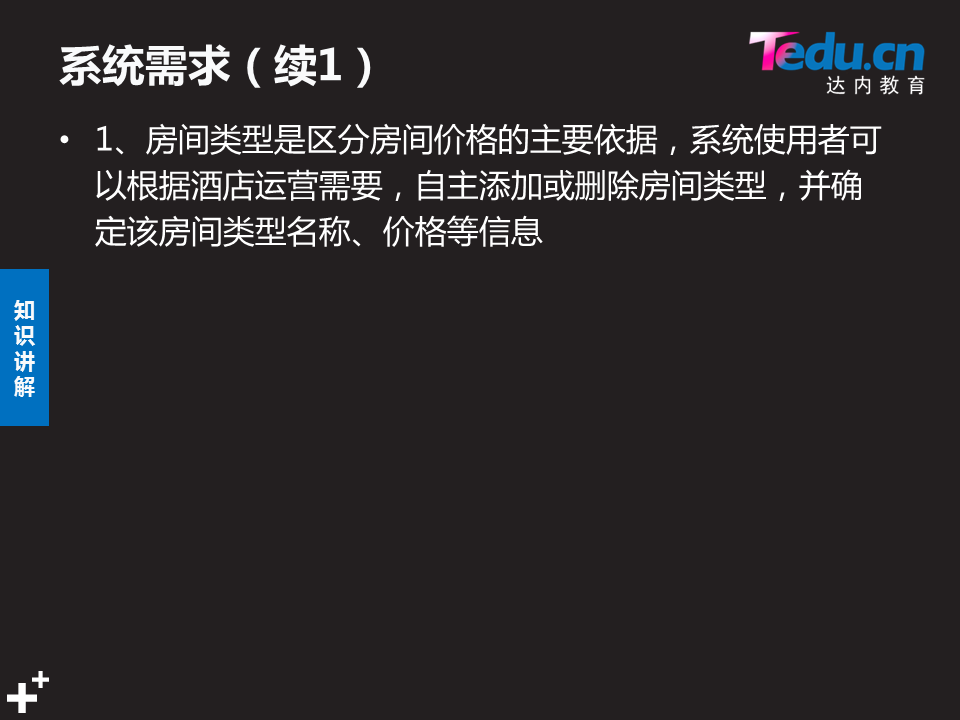 系统需求（续1）
Tedu.cn
达内教育
• 1、房间类型是区分房间价格的主要依据，系统使用者可
以根据酒店运营需要，自主添加或删除房间类型，并确
定该房间类型名称、价格等信息
知
识
讲
解